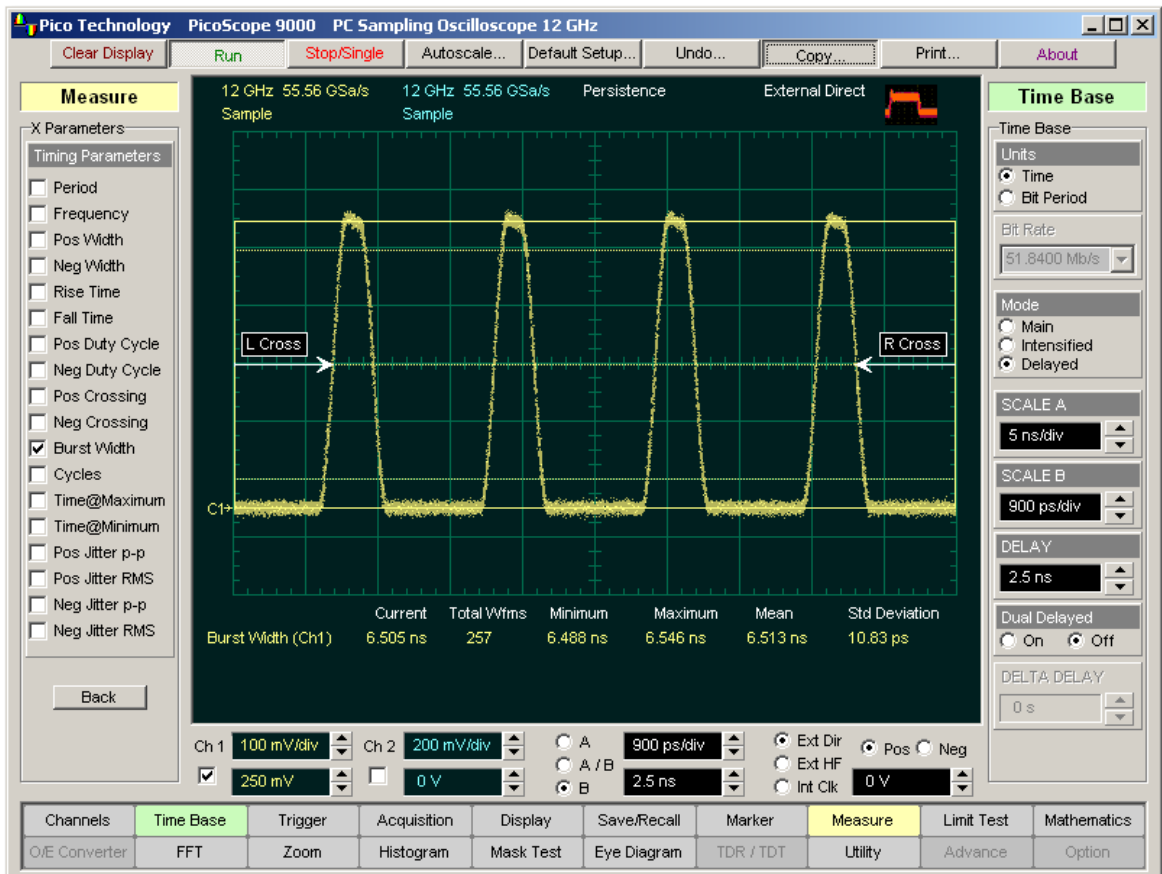 Pico Technology PicoScope 9000 PC Sampling Oscilloscope 12 GHz
Clear Display Run Stop/Single Autoscale... Default Setup... Undo... Copy... Print... About
Measure
X Parameters
Timing Parameters
Period
Frequency
Pos Width
Neg Width
Rise Time
Fall Time
Pos Duty Cycle
Neg Duty Cycle
Pos Crossing
Neg Crossing
Burst Width
Cycles
Time@Maximum
Time@Minimum
Pos Jitter p-p
Pos Jitter RMS
Neg Jitter p-p
Neg Jitter RMS
Back
12 GHz 55.56 GSa/s 12 GHz 55.56 GSa/s Persistence External Direct
Sample Sample
L Cross R Cross
C1
Current Total Wfms Minimum Maximum Mean Std Deviation
Burst Width (Ch1) 6.505 ns 257 6.488 ns 6.546 ns 6.513 ns 10.83 ps
Ch 1 100 mV/div Ch 2 200 mV/div A 900 ps/div Ext Dir Pos Neg
A / B Ext HF
250 mV 0 V B 2.5 ns Int Clk 0 V
Time Base
Time Base
Units
Time
Bit Period
Bit Rate
51.8400 Mb/s
Mode
Main
Intensified
Delayed
SCALE A
5 ns/div
SCALE B
900 ps/div
DELAY
2.5 ns
Dual Delayed
On Off
DELTA DELAY
0 s
Channels Time Base Trigger Acquisition Display Save/Recall Marker Measure Limit Test Mathematics
O/E Converter FFT Zoom Histogram Mask Test Eye Diagram TDR / TDT Utility Advance Option